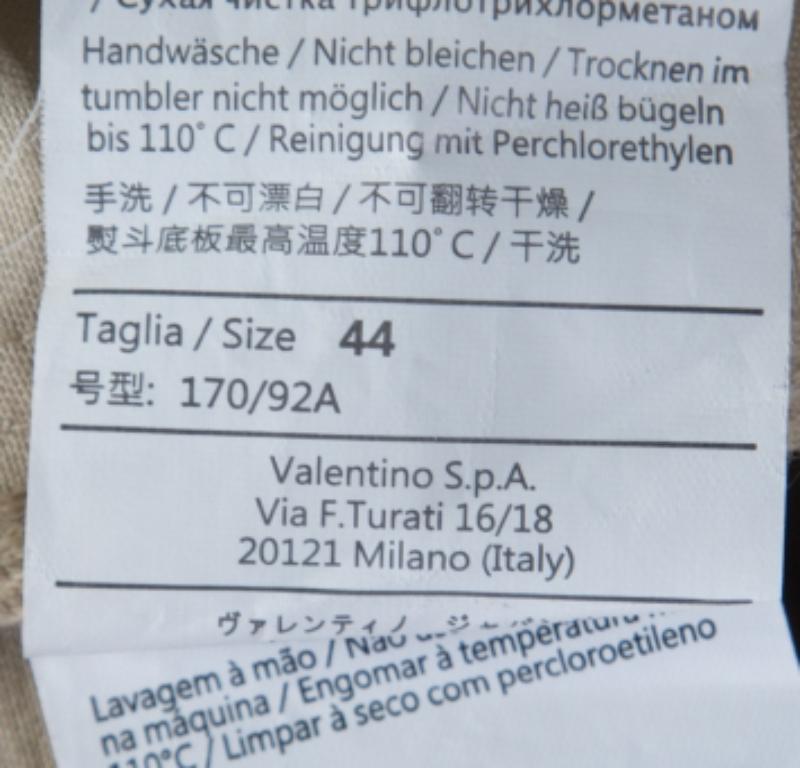 / Сухая чистка трифлотрихлорметаном
Handwäsche / Nicht bleichen / Trocknen im
tumbler nicht möglich / Nicht heiß bügeln
bis 110° C / Reinigung mit Perchlorethylen
手洗 / 不可漂白 / 不可翻转干燥 /
熨斗底板最高温度110° C / 干洗
Taglia / Size 44
号型: 170/92A
Valentino S.p.A.
Via F.Turati 16/18
20121 Milano (Italy)
ヴァレンティノ
Lavagem à mão / Não
na máquina / Engomar à temperatura
110°C / Limpar à seco com percloroetileno